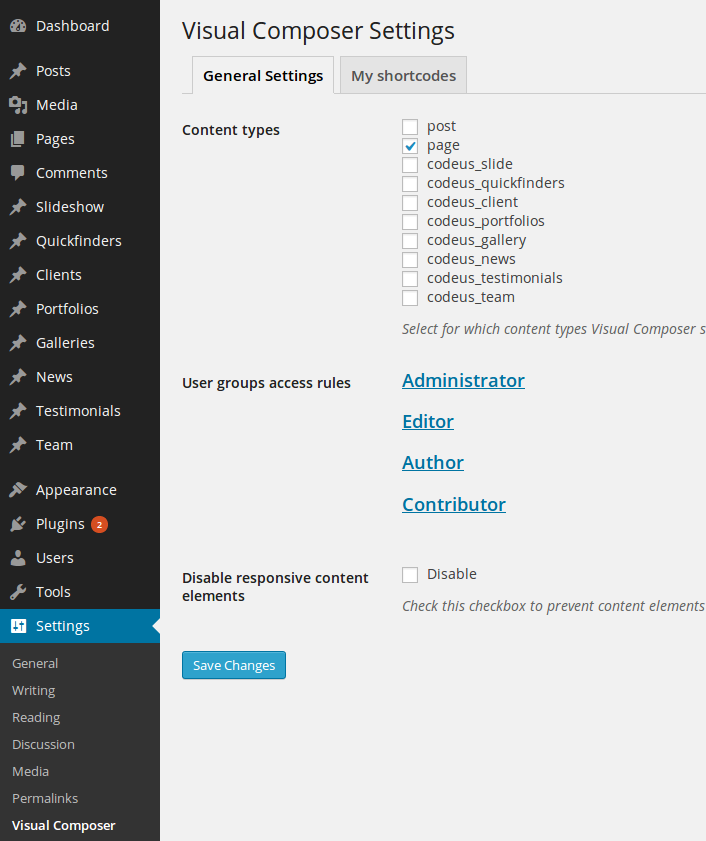 Dashboard
Posts
Media
Pages
Comments
Slideshow
Quickfinders
Clients
Portfolios
Galleries
News
Testimonials
Team
Appearance
Plugins 2
Users
Tools
Settings
General
Writing
Reading
Discussion
Media
Permalinks
Visual Composer
Visual Composer Settings
General Settings
My shortcodes
Content types
post
page
codeus_slide
codeus_quickfinders
codeus_client
codeus_portfolios
codeus_gallery
codeus_news
codeus_testimonials
codeus_team
Select for which content types Visual Composer s
User groups access rules
Administrator
Editor
Author
Contributor
Disable responsive content
elements
Disable
Check this checkbox to prevent content elements
Save Changes